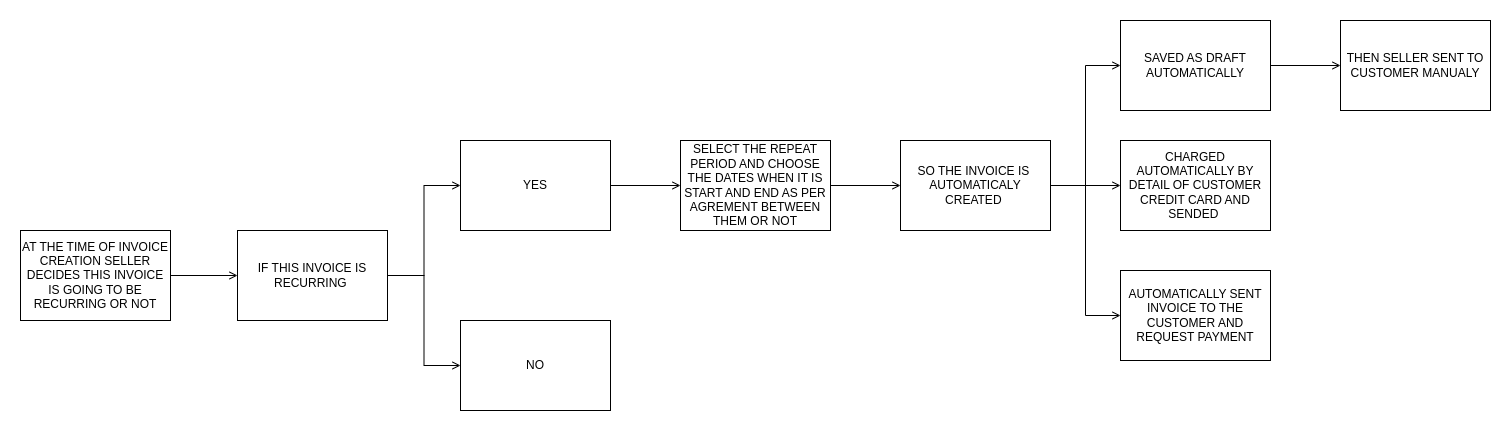 AT THE TIME OF INVOICE
CREATION SELLER
DECIDES THIS INVOICE
IS GOING TO BE
RECURRING OR NOT
IF THIS INVOICE IS
RECURRING
YES
NO
SELECT THE REPEAT
PERIOD AND CHOOSE
THE DATES WHEN IT IS
START AND END AS PER
AGREMENT BETWEEN
THEM OR NOT
SO THE INVOICE IS
AUTOMATICALY
CREATED
SAVED AS DRAFT
AUTOMATICALLY
THEN SELLER SENT TO
CUSTOMER MANUALY
CHARGED
AUTOMATICALLY BY
DETAIL OF CUSTOMER
CREDIT CARD AND
SENDED
AUTOMATICALLY SENT
INVOICE TO THE
CUSTOMER AND
REQUEST PAYMENT